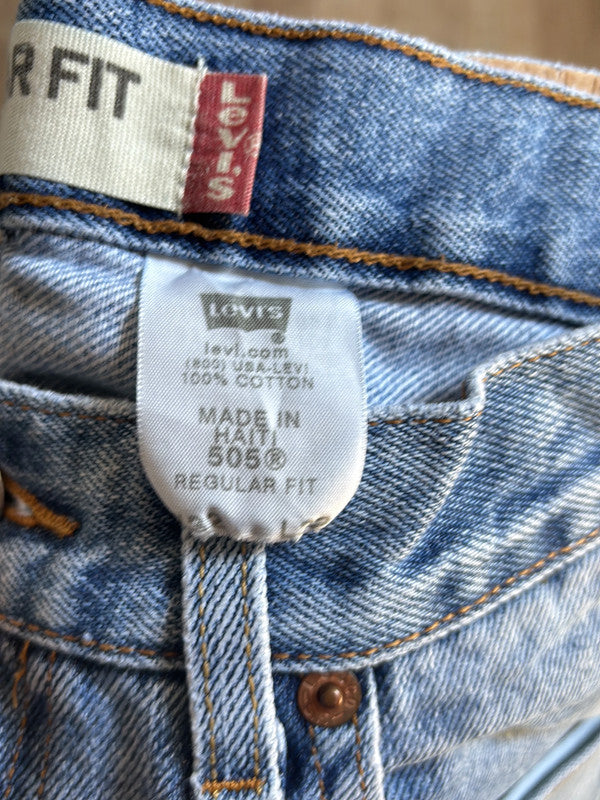 R FIT
LEVI'S
LEVI'S
®
levi.com
(800) USA-LEVI
100% COTTON
MADE IN
HAITI
505®
REGULAR FIT